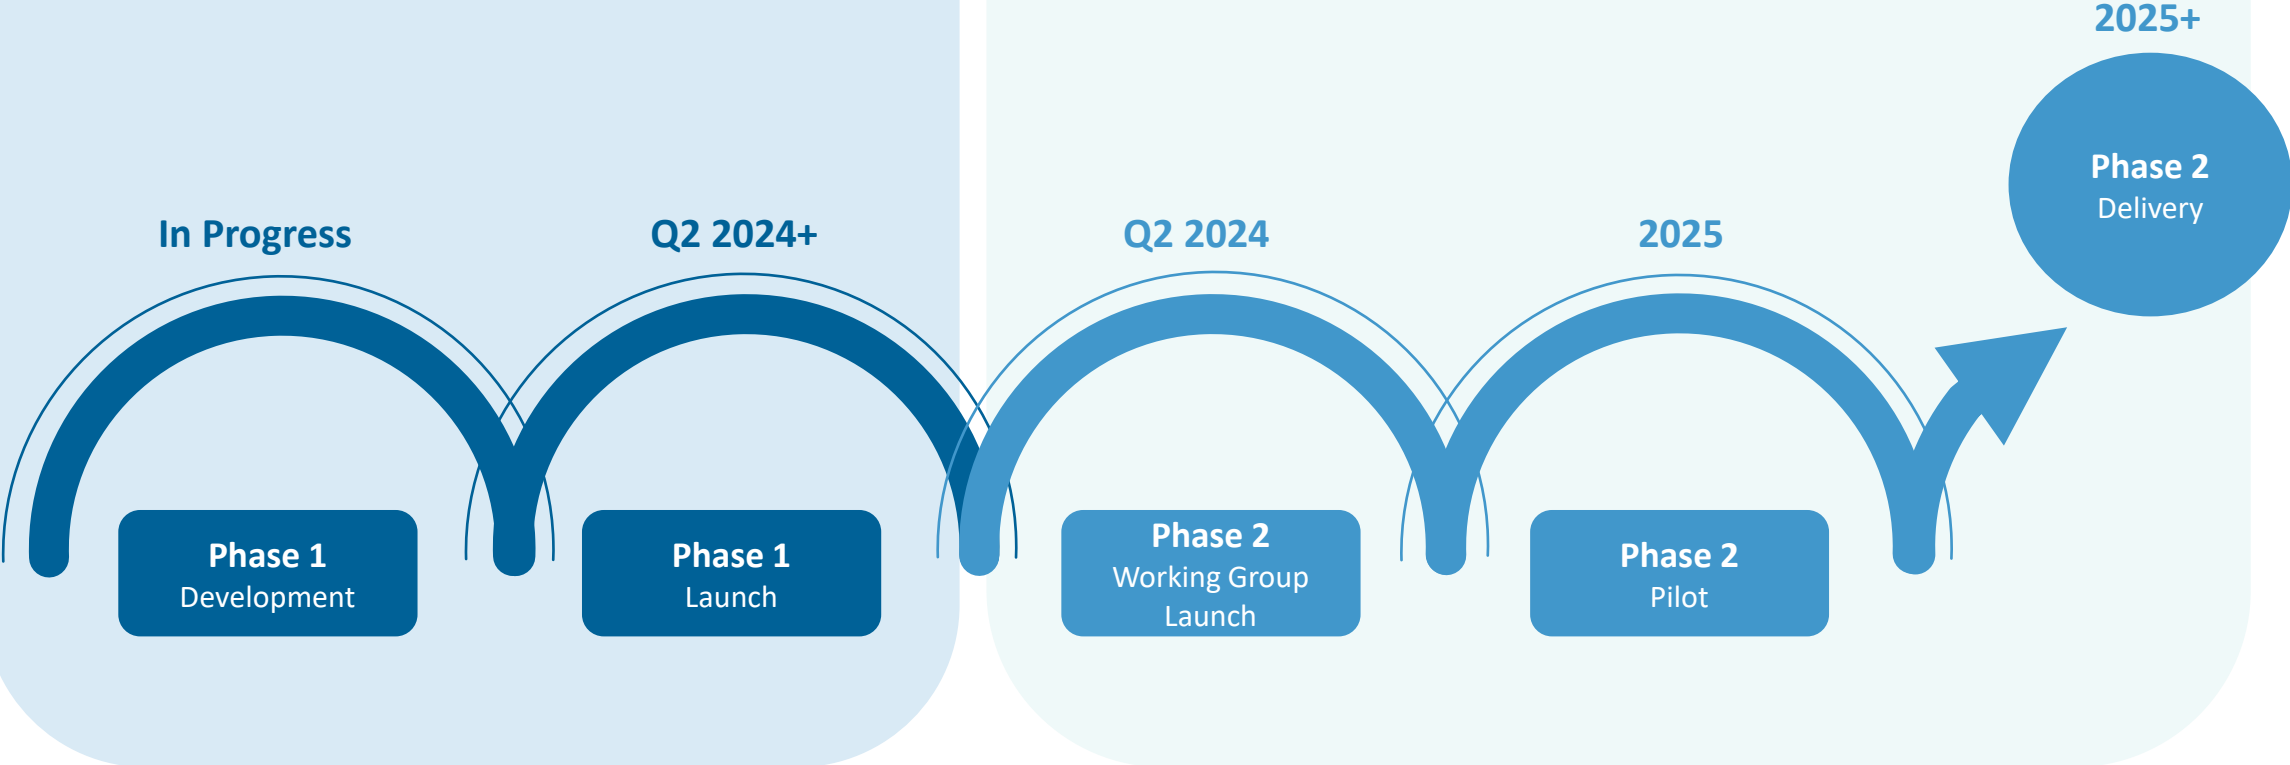 In Progress
Phase 1
Development
Q2 2024+
Phase 1
Launch
Q2 2024
Phase 2
Working Group
Launch
2025
Phase 2
Pilot
2025+
Phase 2
Delivery